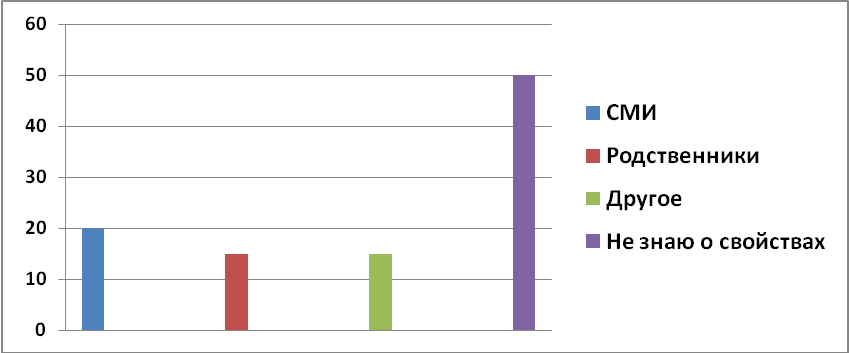 60
50
40
30
20
10
0
СМИ
Родственники
Другое
Не знаю о свойствах